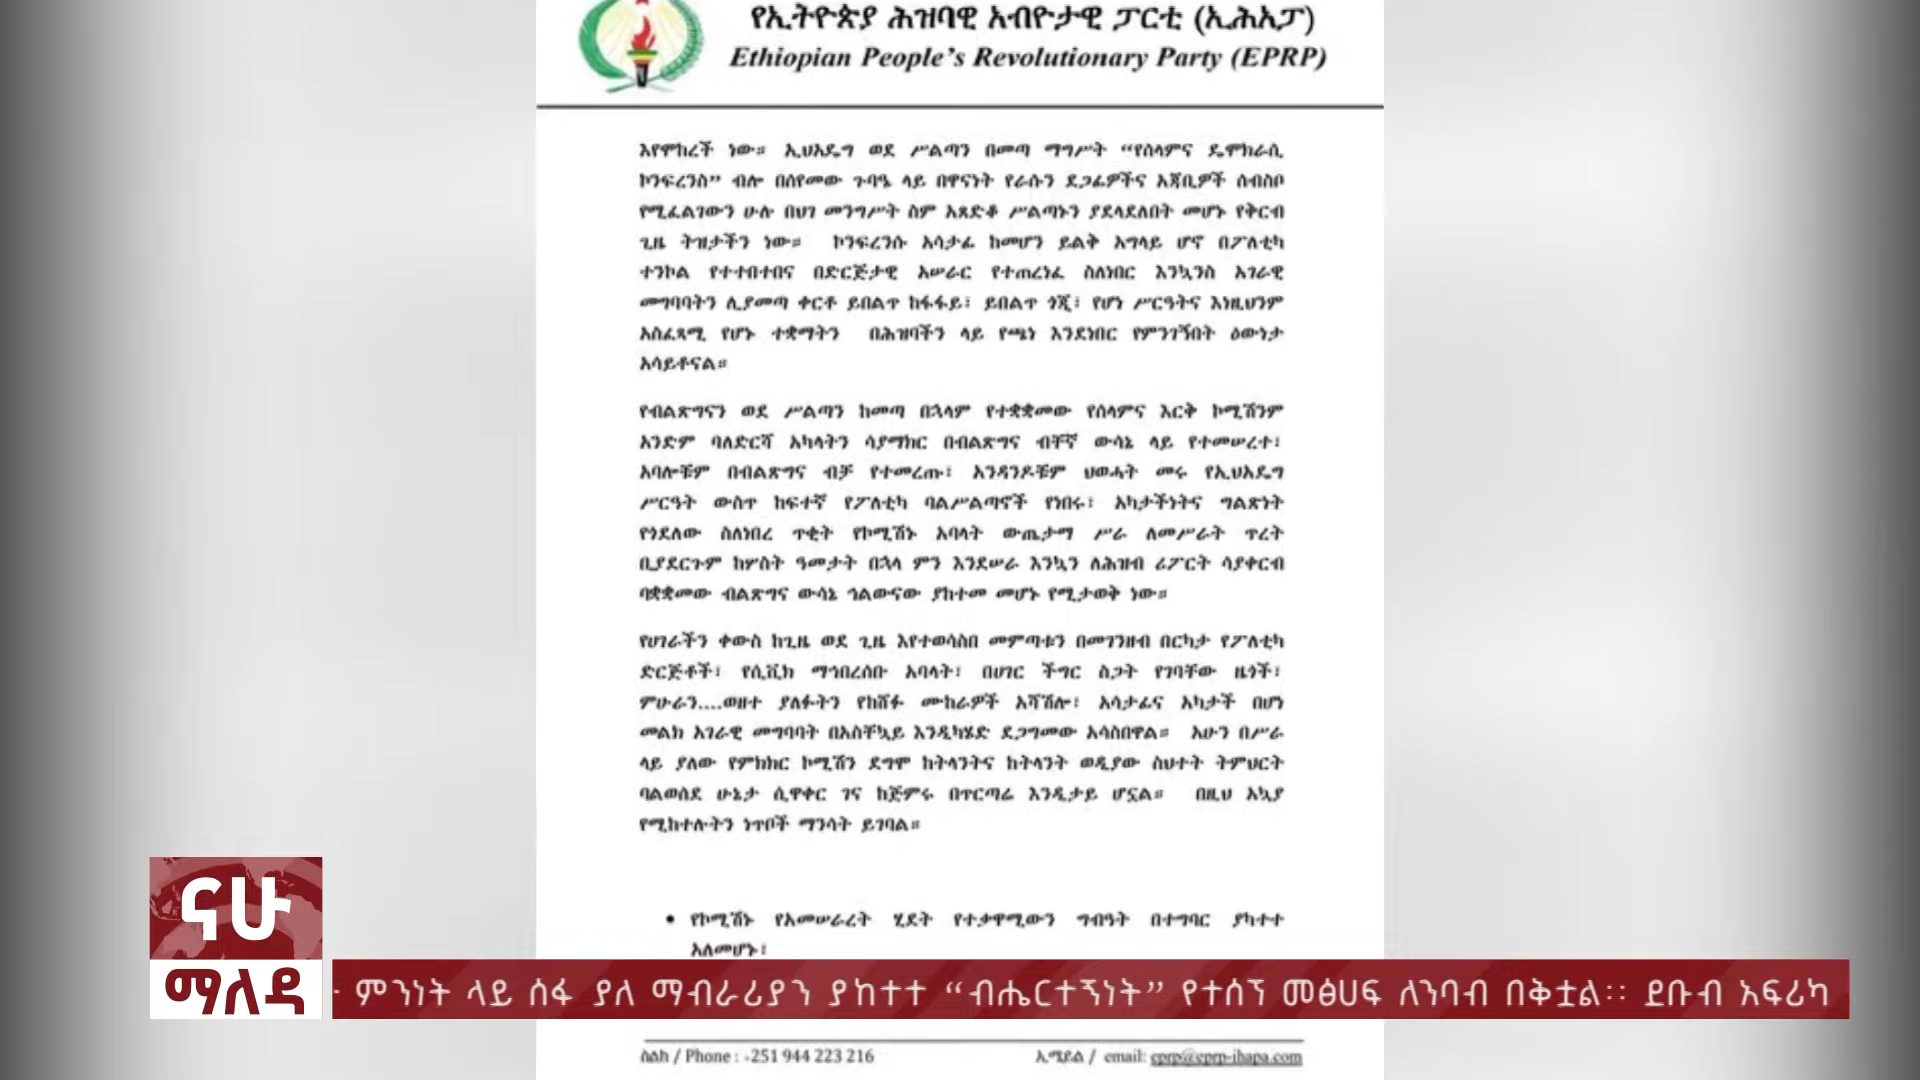 የኢትዮጵያ ሕዝባዊ አብዮታዊ ፓርቲ (ኢሕአፓ)
Ethiopian People's Revolutionary Party (EPRP)
እየሞከረች ነው። ኢህአዴግ ወደ ሥልጣን በመጣ ማግሥት “የሰላምና ዴሞክራሲ
ኮንፍረንስ” ብሎ በሰየመው ጉባዔ ላይ በዋናነት የራሱን ደጋፊዎችና አጃቢዎች ሰብስቦ
የሚፈልገውን ሁሉ በህገ መንግሥት ስም አጸድቆ ሥልጣኑን ያደላደለበት መሆኑ የቅርብ
ጊዜ ትዝታችን ነው። ኮንፍረንሱ አሳታፊ ከመሆን ይልቅ አግላይ ሆኖ በፖለቲካ
ተንኮል የተተበተበና በድርጅታዊ አሠራር የተጠረነፈ ስለነበር እንኳንስ አገራዊ
መግባባትን ሊያመጣ ቀርቶ ይበልጥ ከፋፋይ፣ ይበልጥ ጎጂ፣ የሆነ ሥርዓትና እነዚህንም
አስፈጻሚ የሆኑ ተቋማትን በሕዝባችን ላይ የጫነ እንደነበር የምንገኝበት ዕውነታ
አሳይቶናል።
የብልጽግናን ወደ ሥልጣን ከመጣ በኋላም የተቋቋመው የሰላምና እርቅ ኮሚሽንም
አንድም ባለድርሻ አካላትን ሳያማክር በብልጽግና ብቸኛ ውሳኔ ላይ የተመሠረተ፣
አባሎቹም በብልጽግና ብቻ የተመረጡ፣ አንዳንዶቹም ህወሓት መሩ የኢህአዴግ
ሥርዓት ውስጥ ከፍተኛ የፖለቲካ ባልሥልጣኖች የነበሩ፣ አካታችነትና ግልጽነት
የጎደለው ስለነበረ ጥቂት የኮሚሽኑ አባላት ውጤታማ ሥራ ለመሥራት ጥረት
ቢያደርጉም ከሦስት ዓመታት በኋላ ምን እንደሠራ እንኳን ለሕዝብ ሪፖርት ሳያቀርብ
ባቋቋመው ብልጽግና ውሳኔ ኅልውናው ያከተመ መሆኑ የሚታወቅ ነው።
የሀገራችን ቀውስ ከጊዜ ወደ ጊዜ እየተወሳሰበ መምጣቱን በመገንዘብ በርካታ የፖለቲካ
ድርጅቶች፣ የሲቪክ ማኅበረሰቡ አባላት፣ በሀገር ችግር ስጋት የገባቸው ዜጎች፣
ምሁራን....ወዘተ ያለፉትን የከሸፉ ሙከራዎች አሻሽሎ፣ አሳታፊና አካታች በሆነ
መልክ አገራዊ መግባባት በአስቸኳይ እንዲካሄድ ደጋግመው አሳስበዋል። አሁን በሥራ
ላይ ያለው የምክክር ኮሚሽን ደግሞ ከትላንትና ከትላንት ወዲያው ስህተት ትምህርት
ባልወሰደ ሁኔታ ሲዋቀር ገና ከጅምሩ በጥርጣሬ እንዲታይ ሆኗል። በዚህ አኳያ
የሚከተሉትን ነጥቦች ማንሳት ይገባል።
• የኮሚሽኑ የአመሠራረት ሂደት የተቃዋሚውን ግብዓት በተግባር ያካተተ
አለመሆኑ፣
ናሁ
ማለዳ
ምንነት ላይ ሰፋ ያለ ማብራሪያን ያከተተ “ብሔርተኝነት” የተሰኘ መፅሀፍ ለንባብ በቅቷል፡፡ ደቡብ አፍሪካ
ስልክ / Phone : +251 944 223 216
ኢሜይል / email: eprp@eprp-ihapa.com